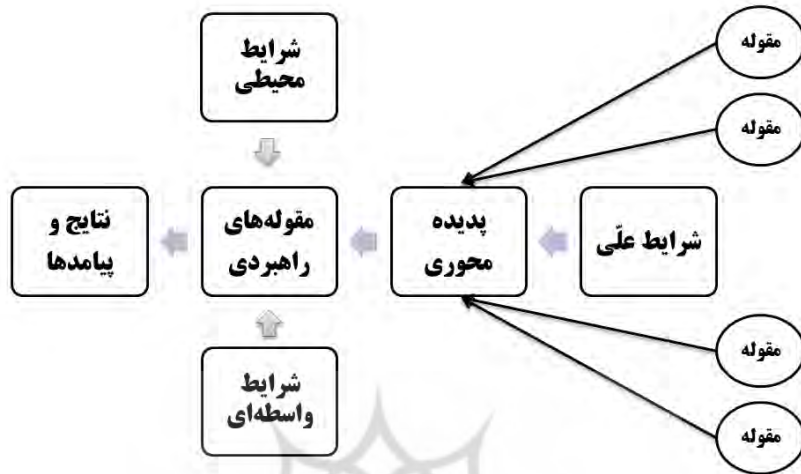 شرایط
محیطی
مقوله
مقوله
شرایط علّی
پدیده
محوری
مقوله‌های
راهبردی
نتایج و
پیامدها
شرایط
واسطه‌ای
مقوله
مقوله